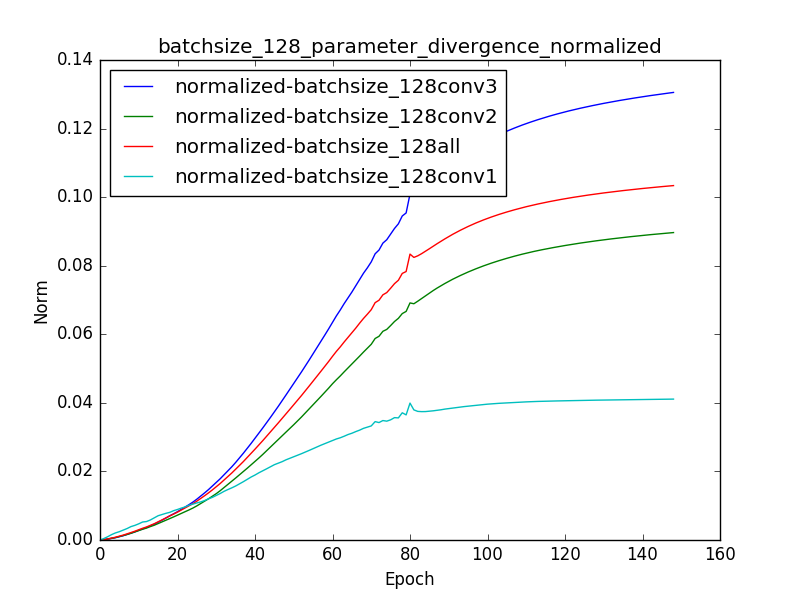 batchsize_128_parameter_divergence_normalized
0.14
0.12
0.10
0.08
0.06
0.04
0.02
0.00
Norm
normalized-batchsize_128conv3
normalized-batchsize_128conv2
normalized-batchsize_128all
normalized-batchsize_128conv1
0 20 40 60 80 100 120 140 160
Epoch